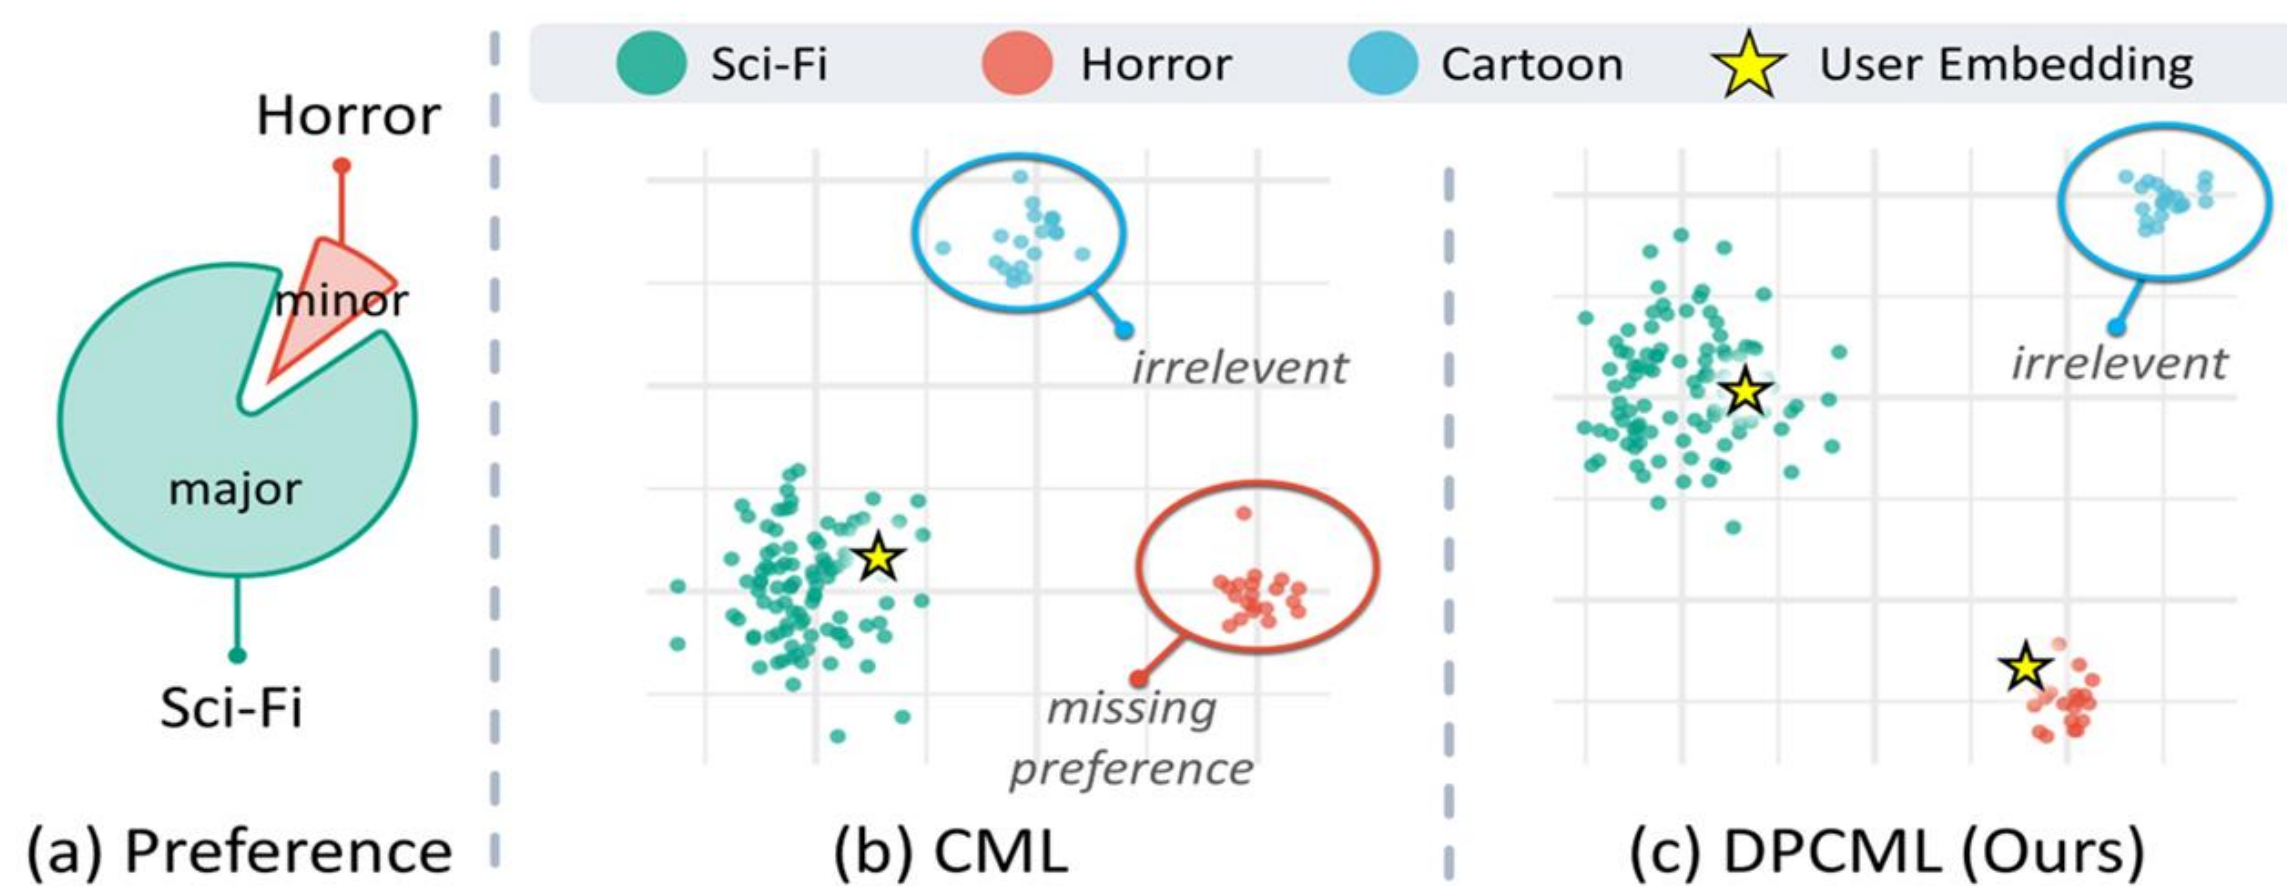 Sci-Fi
Horror
Cartoon
User Embedding
Horror
minor
major
Sci-Fi
(a) Preference
irrelevent
missing
preference
(b) CML
irrelevent
(c) DPCML (Ours)